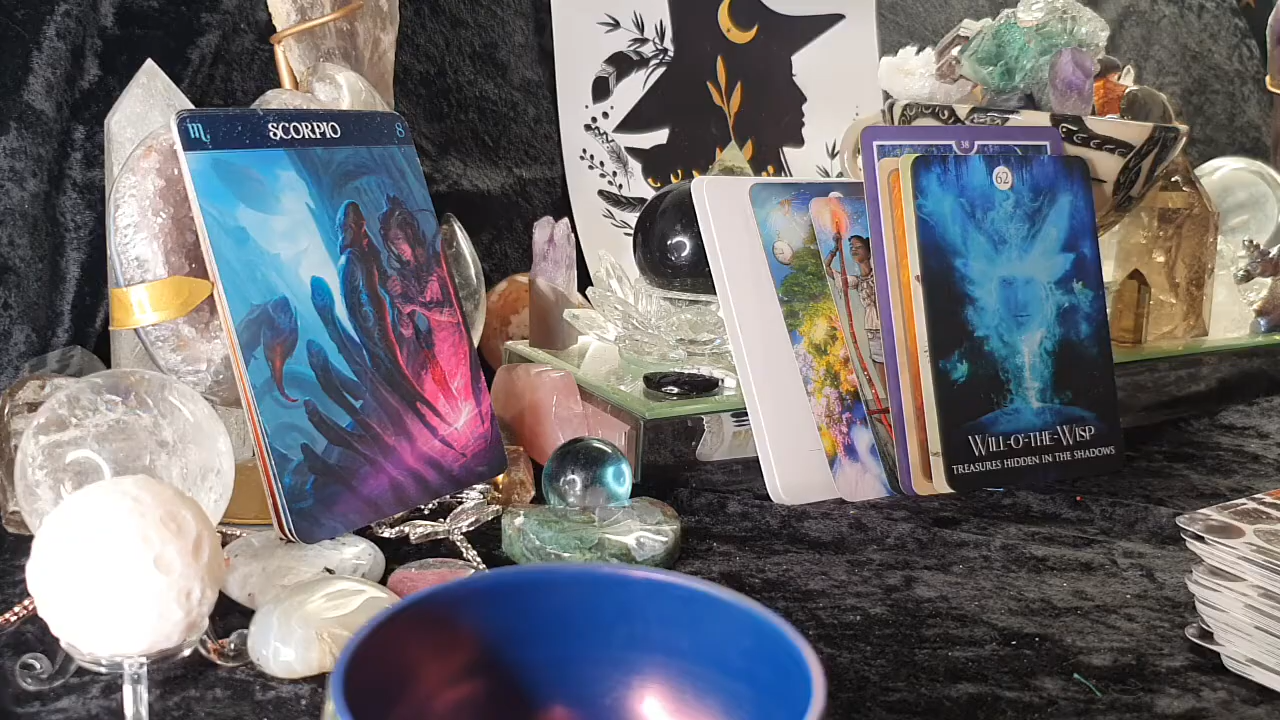 ♏ SCORPIO 8
38
62
WILL-O'-THE-WISP
TREASURES HIDDEN IN THE SHADOWS